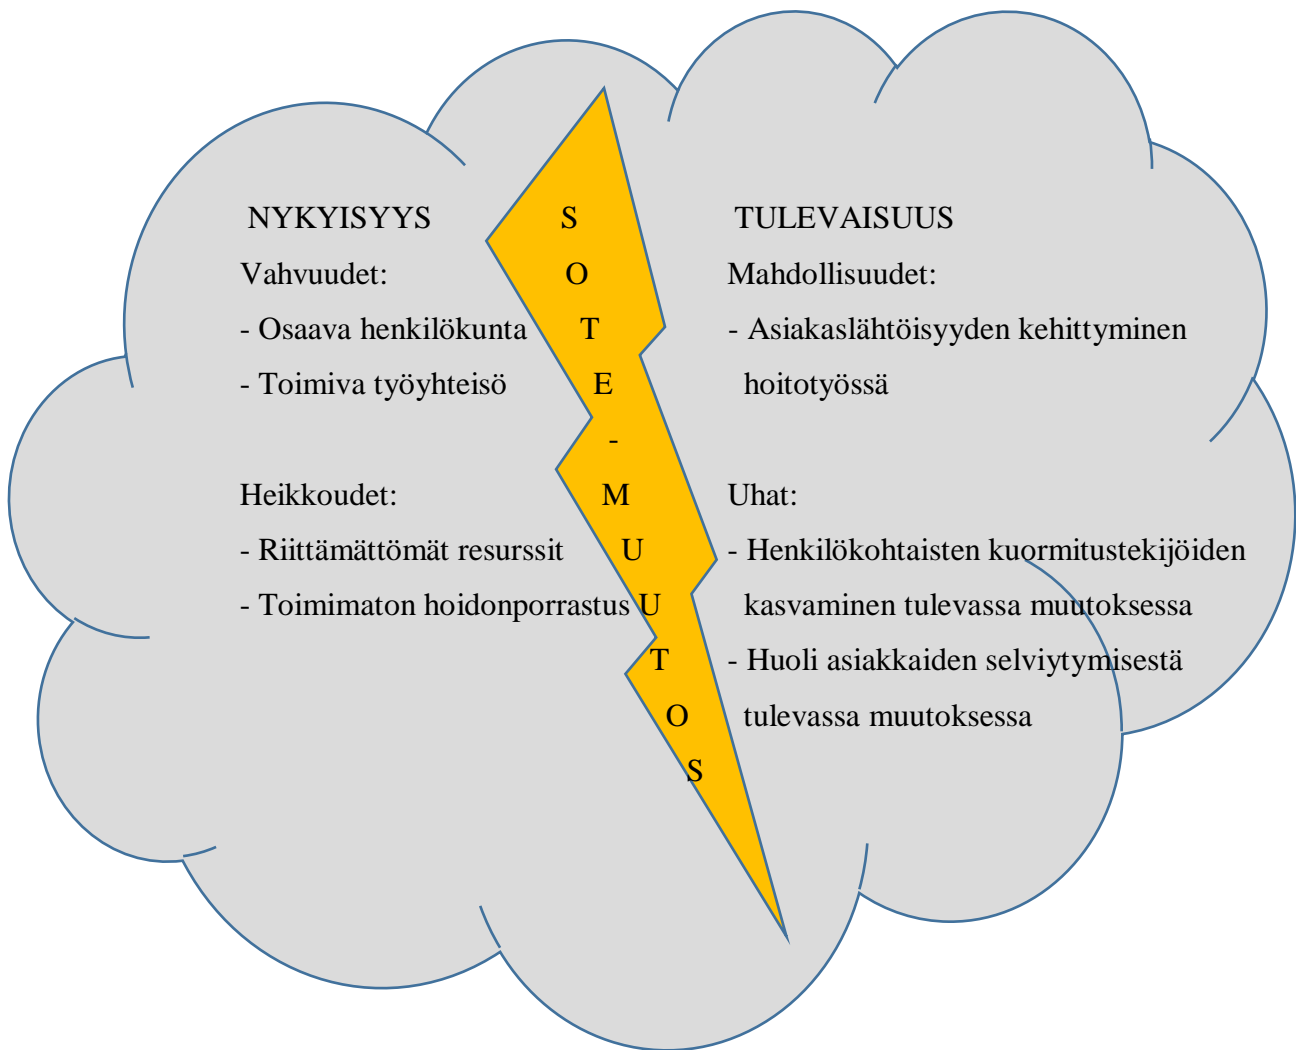 NYKYISYYS
Vahvuudet:
- Osaava henkilökunta
- Toimiva työyhteisö
Heikkoudet:
- Riittämättömät resurssit
- Toimimaton hoidonporrastus
S
O
T
E
-
M
U
U
T
O
S
TULEVAISUUS
Mahdollisuudet:
- Asiakaslähtöisyyden kehittyminen
hoitotyössä
Uhat:
- Henkilökohtaisten kuormitustekijöiden
kasvaminen tulevassa muutoksessa
- Huoli asiakkaiden selviytymisestä
tulevassa muutoksessa